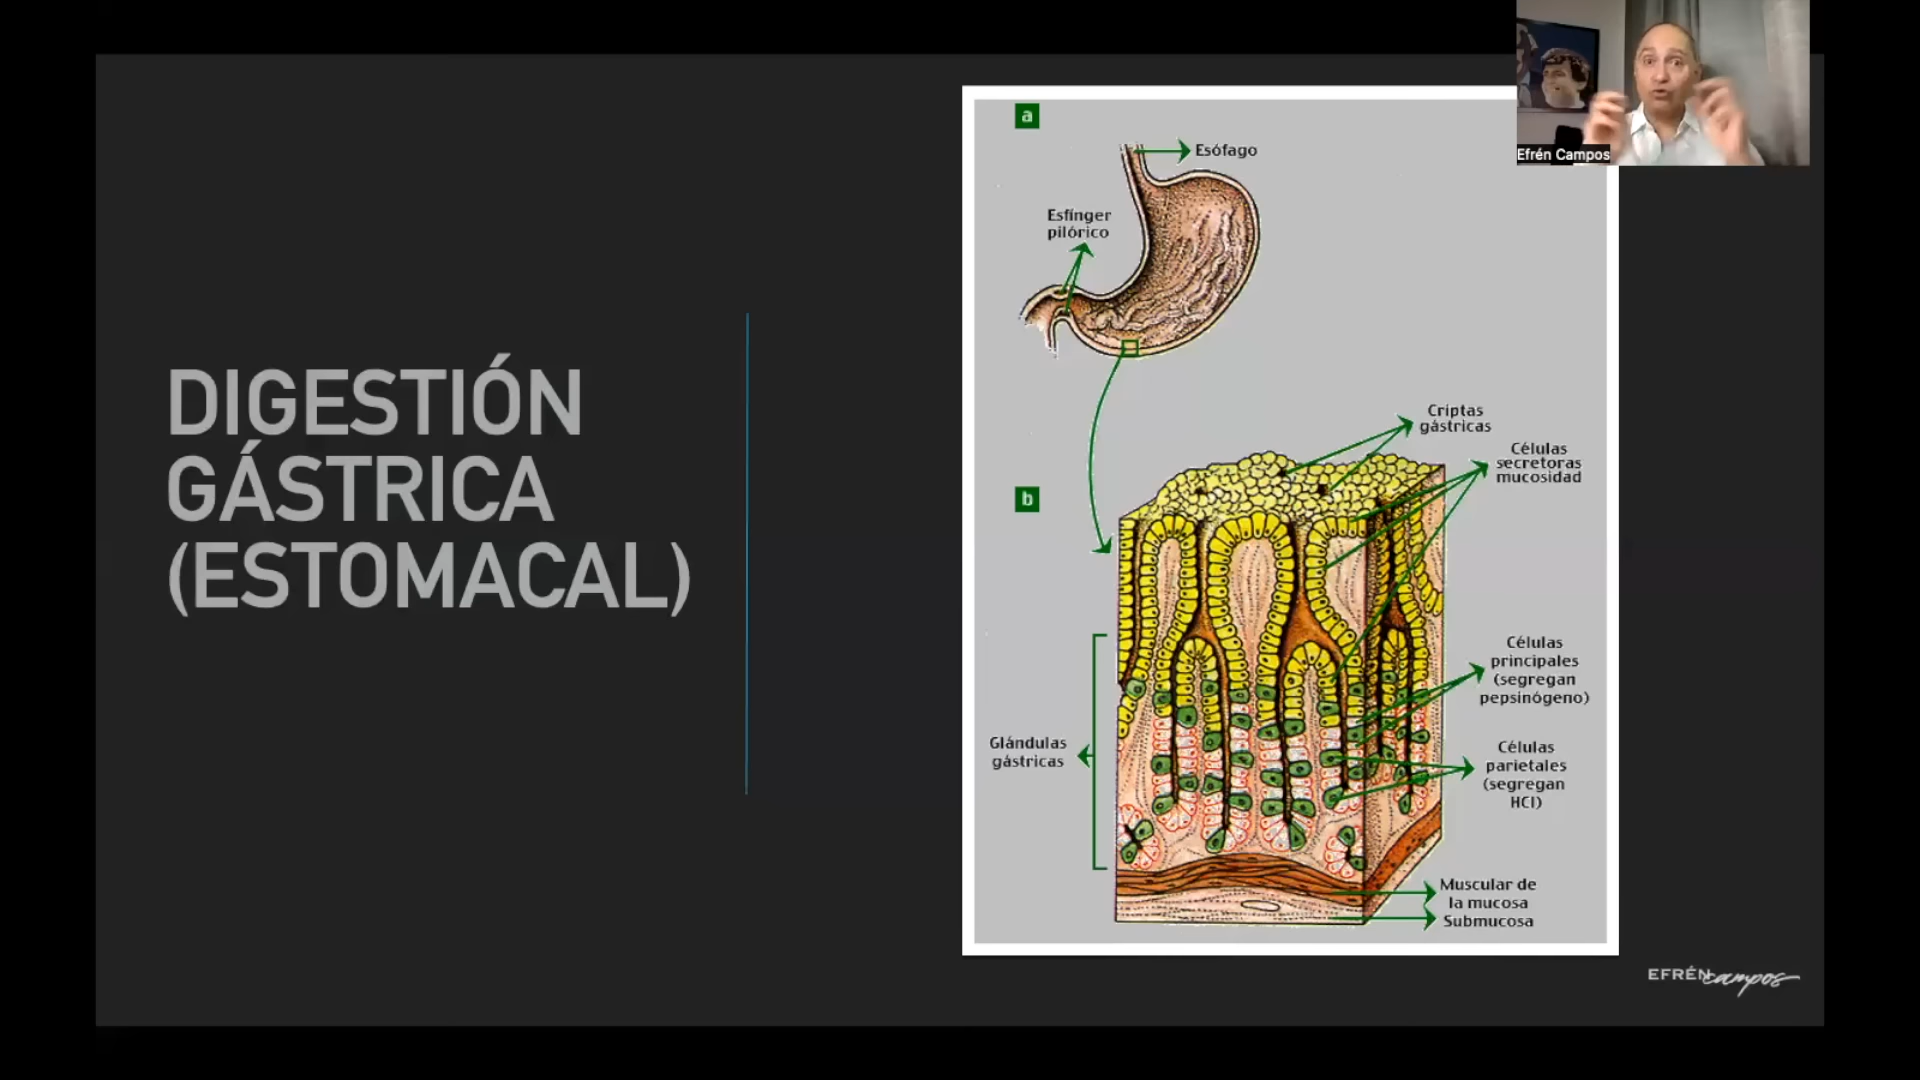 DIGESTIÓN
GÁSTRICA
(ESTOMACAL)
a
Esófago
Esfínger
pilórico
b
Criptas
gástricas
Células
secretoras
mucosidad
Células
principales
(segregan
pepsinógeno)
Glándulas
gástricas
Células
parietales
(segregan
HCl)
Muscular de
la mucosa
Submucosa
Efrén Campos
EFRÉN campos